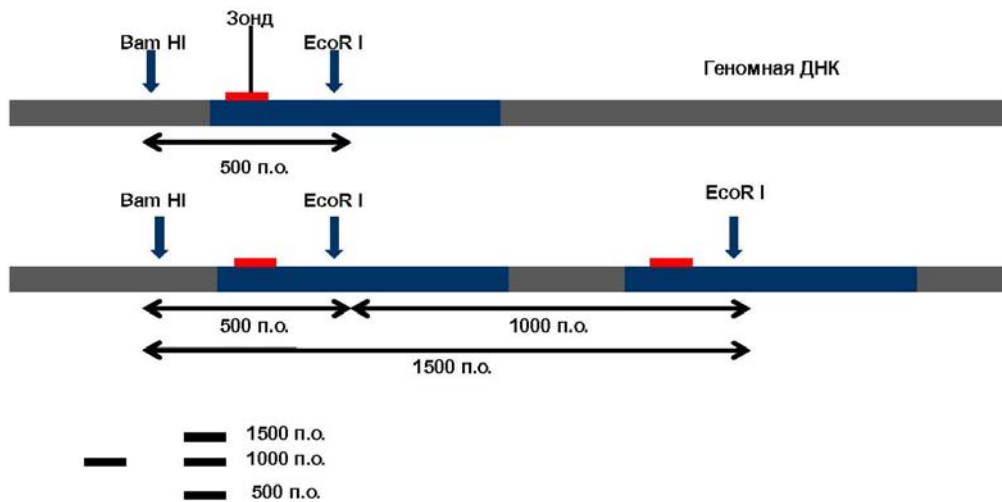 Зонд
Bam HI
EcoR I
Геномная ДНК
500 п.о.
Bam HI
EcoR I
EcoR I
500 п.о.
1000 п.о.
1500 п.о.
1500 п.о.
1000 п.о.
500 п.о.